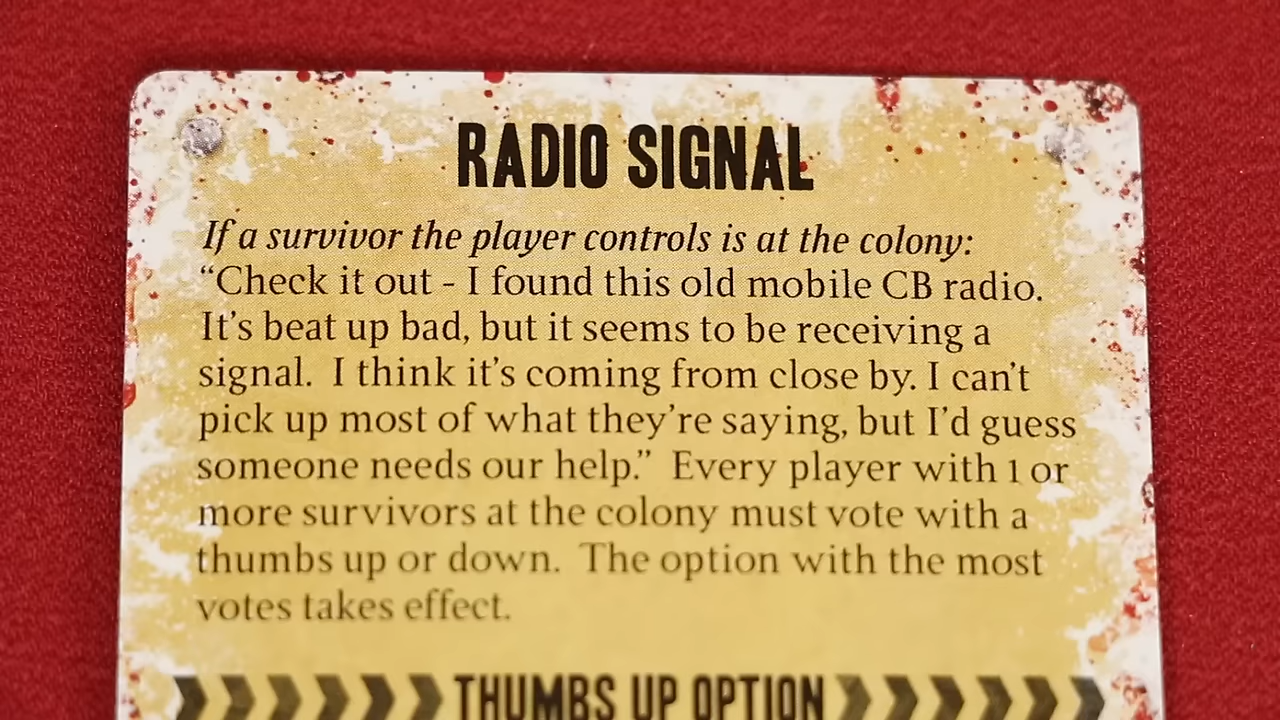 RADIO SIGNAL
If a survivor the player controls is at the colony:
“Check it out - I found this old mobile CB radio.
It’s beat up bad, but it seems to be receiving a
signal.  I think it’s coming from close by. I can’t
pick up most of what they’re saying, but I’d guess
someone needs our help.”  Every player with 1 or
more survivors at the colony must vote with a
thumbs up or down.  The option with the most
votes takes effect.
THUMBS UP OPTION